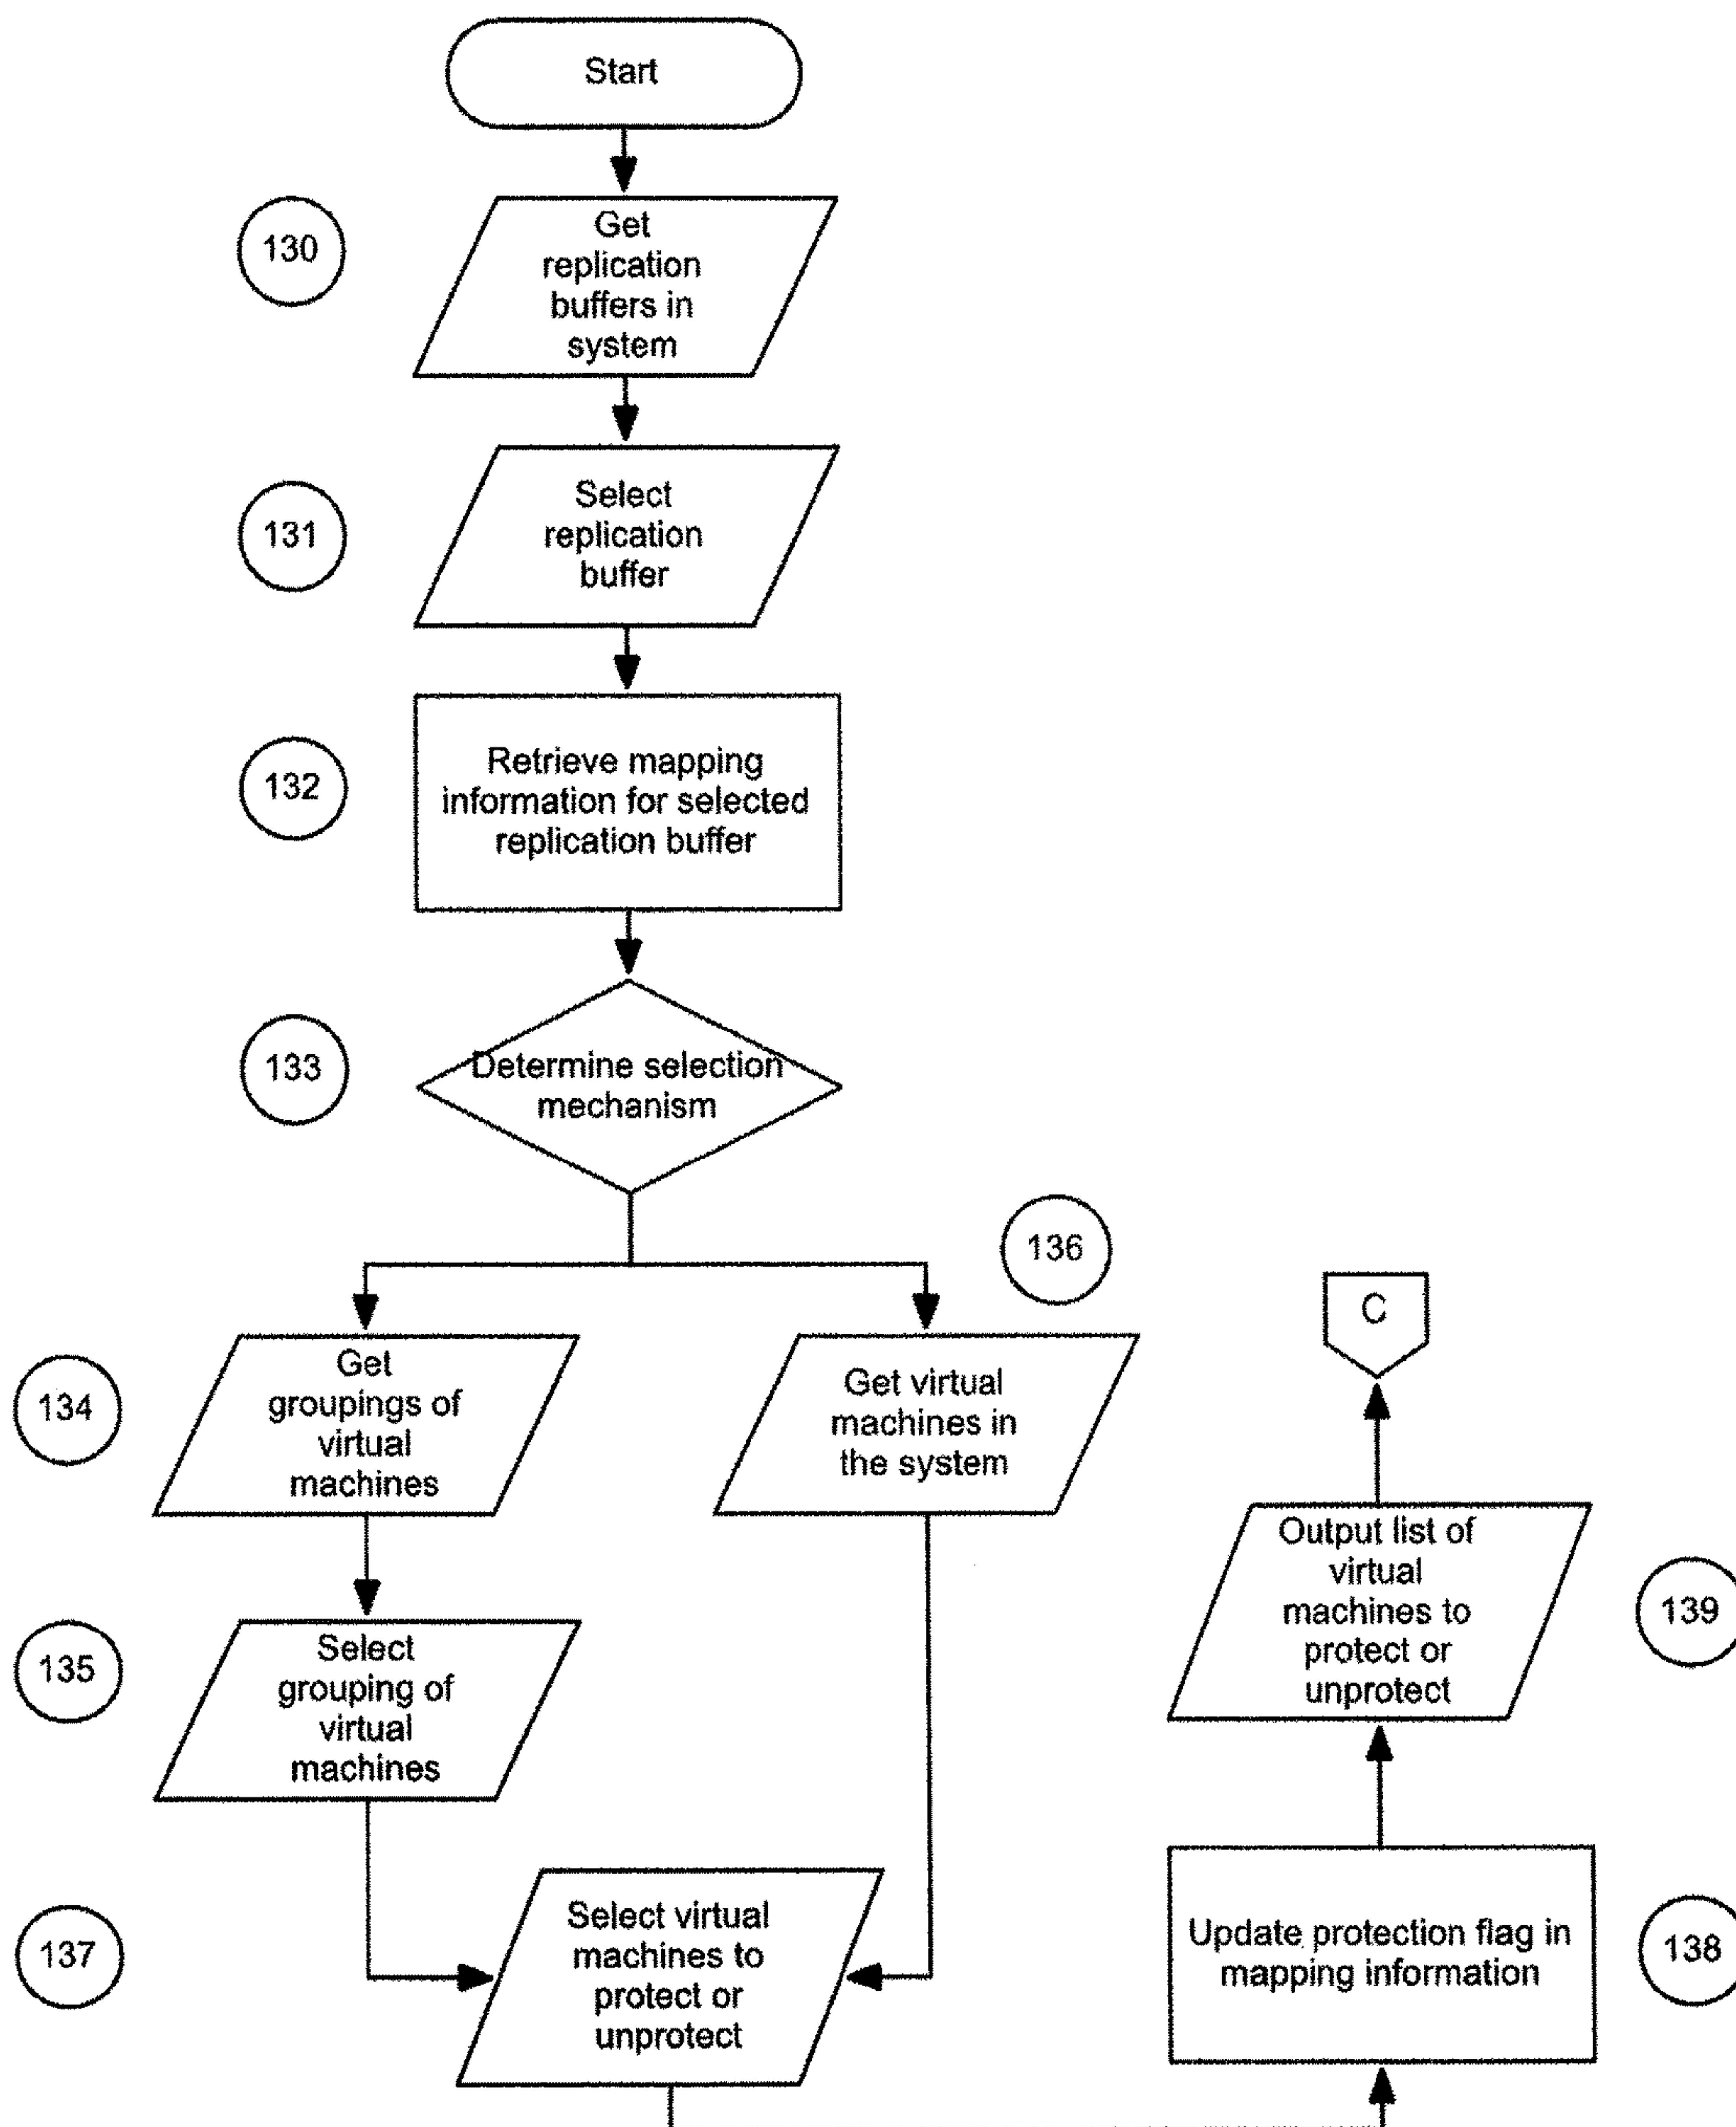 Start
130
Get
replication
buffers in
system
131
Select
replication
buffer
132
Retrieve mapping
information for selected
replication buffer
133
Determine selection
mechanism
136
134
Get
groupings of
virtual
machines
Get virtual
machines in
the system
C
135
Select
grouping of
virtual
machines
Output list of
virtual
machines to
protect or
unprotect
139
137
Select virtual
machines to
protect or
unprotect
Update protection flag in
mapping information
138